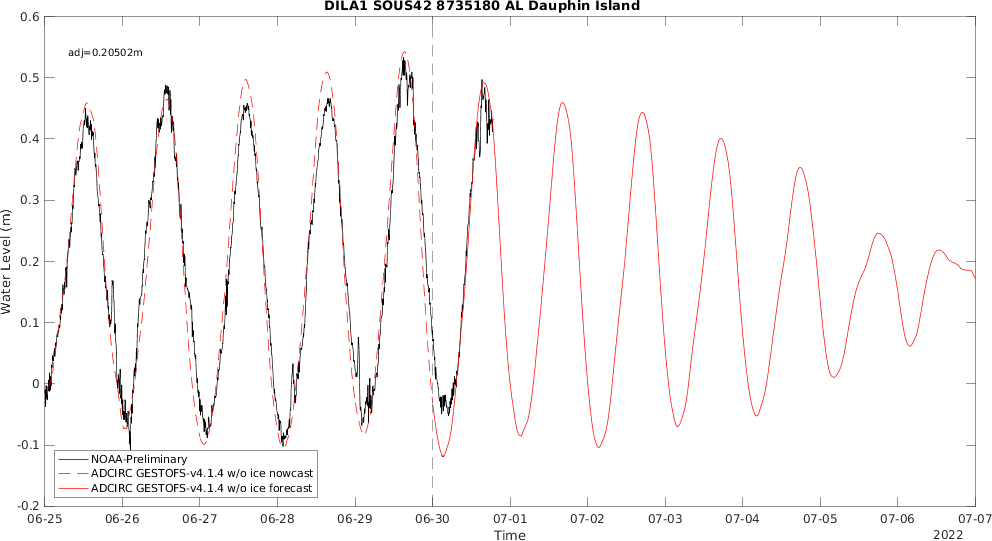 DILA1 SOUS42 8735180 AL Dauphin Island
adj=0.20502m
Water Level (m)
0.6
0.5
0.4
0.3
0.2
0.1
0
-0.1
-0.2
NOAA-Preliminary
ADCIRC GESTOFS-v4.1.4 w/o ice nowcast
ADCIRC GESTOFS-v4.1.4 w/o ice forecast
06-25 06-26 06-27 06-28 06-29 06-30 07-01 07-02 07-03 07-04 07-05 07-06 07-07
Time
2022